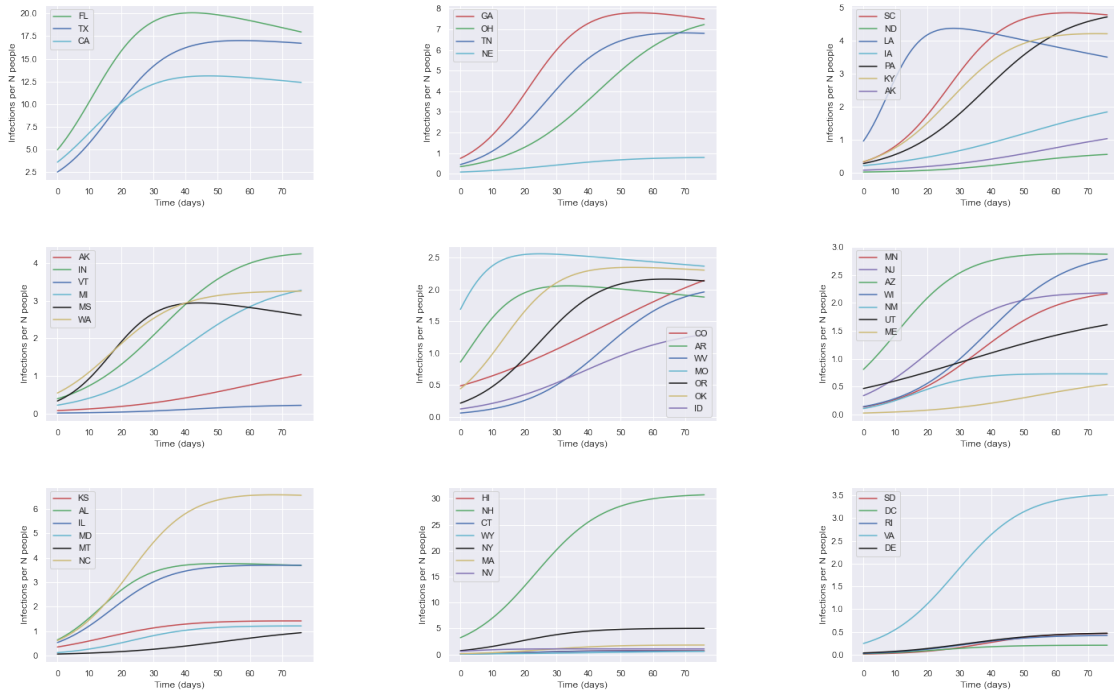 Infections per N people
20.0
17.5
15.0
12.5
10.0
7.5
5.0
2.5
FL
TX
CA
0 10 20 30 40 50 60 70
Time (days)
Infections per N people
8
7
6
5
4
3
2
1
0
GA
OH
TN
NE
0 10 20 30 40 50 60 70
Time (days)
Infections per N people
5
4
3
2
1
0
SC
ND
LA
IA
PA
KY
AK
0 10 20 30 40 50 60 70
Time (days)
Infections per N people
4
3
2
1
0
AK
IN
VT
MI
MS
WA
0 10 20 30 40 50 60 70
Time (days)
Infections per N people
2.5
2.0
1.5
1.0
0.5
0.0
CO
AR
WV
MO
OR
OK
ID
0 10 20 30 40 50 60 70
Time (days)
Infections per N people
3.0
2.5
2.0
1.5
1.0
0.5
0.0
MN
NJ
AZ
WI
NM
UT
ME
0 10 20 30 40 50 60 70
Time (days)
Infections per N people
6
5
4
3
2
1
0
KS
AL
IL
MD
MT
NC
0 10 20 30 40 50 60 70
Time (days)
Infections per N people
30
25
20
15
10
5
0
HI
NH
CT
WY
NY
MA
NV
0 10 20 30 40 50 60 70
Time (days)
Infections per N people
3.5
3.0
2.5
2.0
1.5
1.0
0.5
0.0
SD
DC
RI
VA
DE
0 10 20 30 40 50 60 70
Time (days)